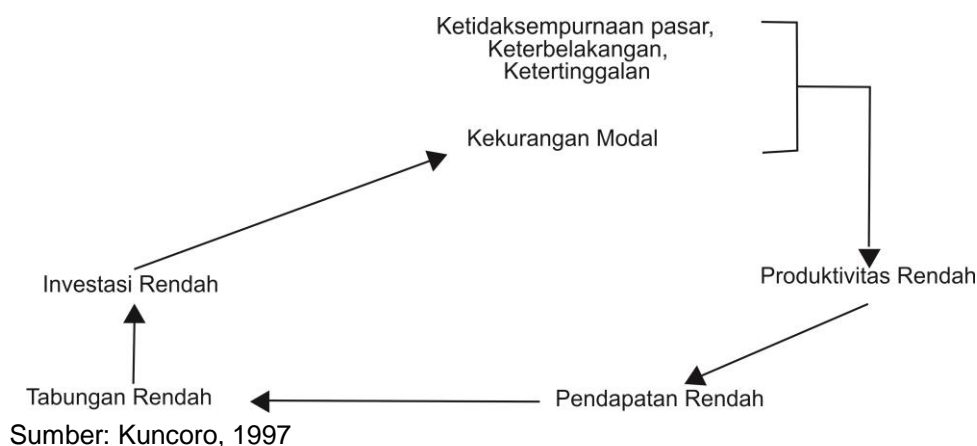 Ketidaksempurnaan pasar,
Keterbelakangan,
Ketertinggalan
Kekurangan Modal
Investasi Rendah
Produktivitas Rendah
Tabungan Rendah
Pendapatan Rendah
Sumber: Kuncoro, 1997